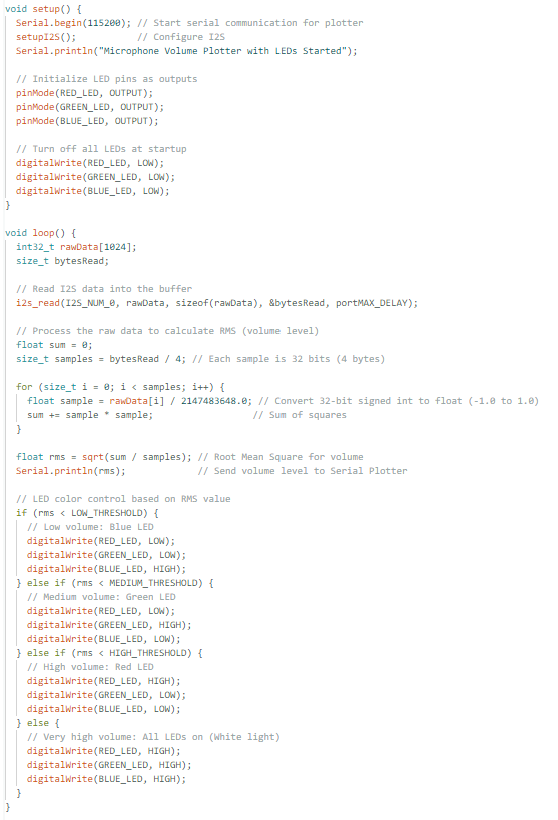 void setup() {
  Serial.begin(115200); // Start serial communication for plotter
  setupI2S();           // Configure I2S
  Serial.println("Microphone Volume Plotter with LEDs Started");

  // Initialize LED pins as outputs
  pinMode(RED_LED, OUTPUT);
  pinMode(GREEN_LED, OUTPUT);
  pinMode(BLUE_LED, OUTPUT);

  // Turn off all LEDs at startup
  digitalWrite(RED_LED, LOW);
  digitalWrite(GREEN_LED, LOW);
  digitalWrite(BLUE_LED, LOW);
}

void loop() {
  int32_t rawData[1024];
  size_t bytesRead;

  // Read I2S data into the buffer
  i2s_read(I2S_NUM_0, rawData, sizeof(rawData), &bytesRead, portMAX_DELAY);

  // Process the raw data to calculate RMS (volume level)
  float sum = 0;
  size_t samples = bytesRead / 4; // Each sample is 32 bits (4 bytes)

  for (size_t i = 0; i < samples; i++) {
    float sample = rawData[i] / 2147483648.0; // Convert 32-bit signed int to float (-1.0 to 1.0)
    sum += sample * sample;                  // Sum of squares
  }

  float rms = sqrt(sum / samples); // Root Mean Square for volume
  Serial.println(rms);             // Send volume level to Serial Plotter

  // LED color control based on RMS value
  if (rms < LOW_THRESHOLD) {
    // Low volume: Blue LED
    digitalWrite(RED_LED, LOW);
    digitalWrite(GREEN_LED, LOW);
    digitalWrite(BLUE_LED, HIGH);
  } else if (rms < MEDIUM_THRESHOLD) {
    // Medium volume: Green LED
    digitalWrite(RED_LED, LOW);
    digitalWrite(GREEN_LED, HIGH);
    digitalWrite(BLUE_LED, LOW);
  } else if (rms < HIGH_THRESHOLD) {
    // High volume: Red LED
    digitalWrite(RED_LED, HIGH);
    digitalWrite(GREEN_LED, LOW);
    digitalWrite(BLUE_LED, LOW);
  } else {
    // Very high volume: All LEDs on (White light)
    digitalWrite(RED_LED, HIGH);
    digitalWrite(GREEN_LED, HIGH);
    digitalWrite(BLUE_LED, HIGH);
  }
}